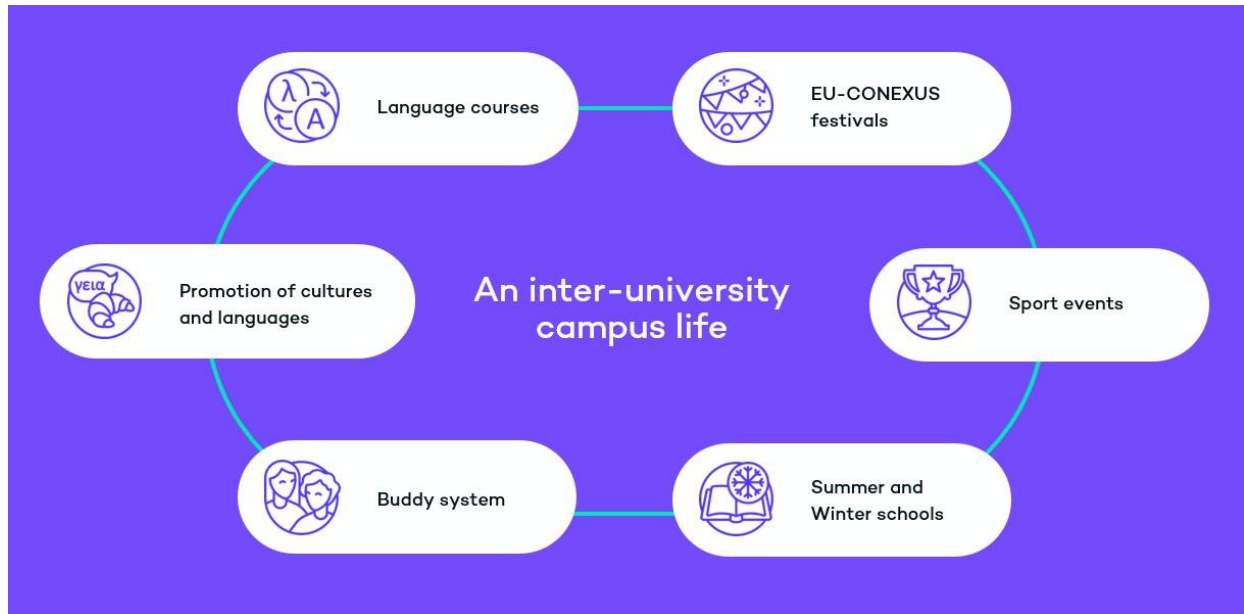 Language courses
EU-CONEXUS
festivals
Promotion of cultures
and languages
An inter-university
campus life
Sport events
Buddy system
Summer and
Winter schools
λ
A
γεια